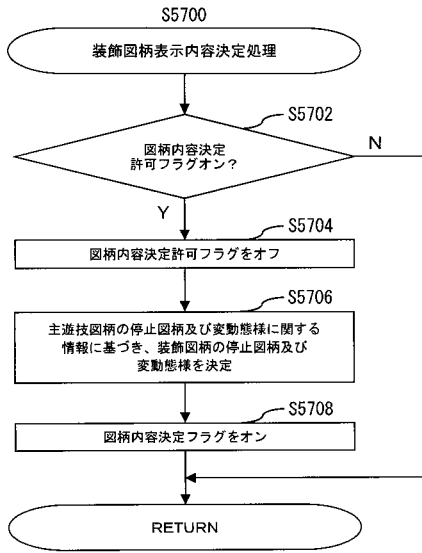 S5700
装飾図柄表示内容決定処理
S5702
図柄内容決定
許可フラグオン?
N
Y
S5704
図柄内容決定許可フラグをオフ
S5706
主遊技図柄の停止図柄及び変動態様に関する
情報に基づき、装飾図柄の停止図柄及び
変動態様を決定
S5708
図柄内容決定フラグをオン
RETURN